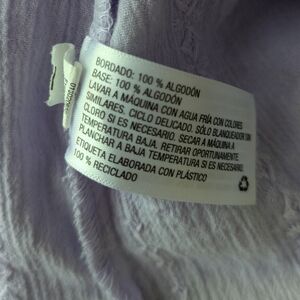 BORDADO: 100 % ALGODÓN
BASE: 100 % ALGODÓN
LAVAR A MÁQUINA CON AGUA FRÍA CON COLORES
SIMILARES. CICLO DELICADO. SÓLO BLANQUEADOR SIN
CLORO SI ES NECESARIO. SECAR A MÁQUINA A
TEMPERATURA BAJA. RETIRAR OPORTUNAMENTE.
PLANCHAR A BAJA TEMPERATURA SI ES NECESARIO.
ETIQUETA ELABORADA CON PLÁSTICO
100 % RECICLADO